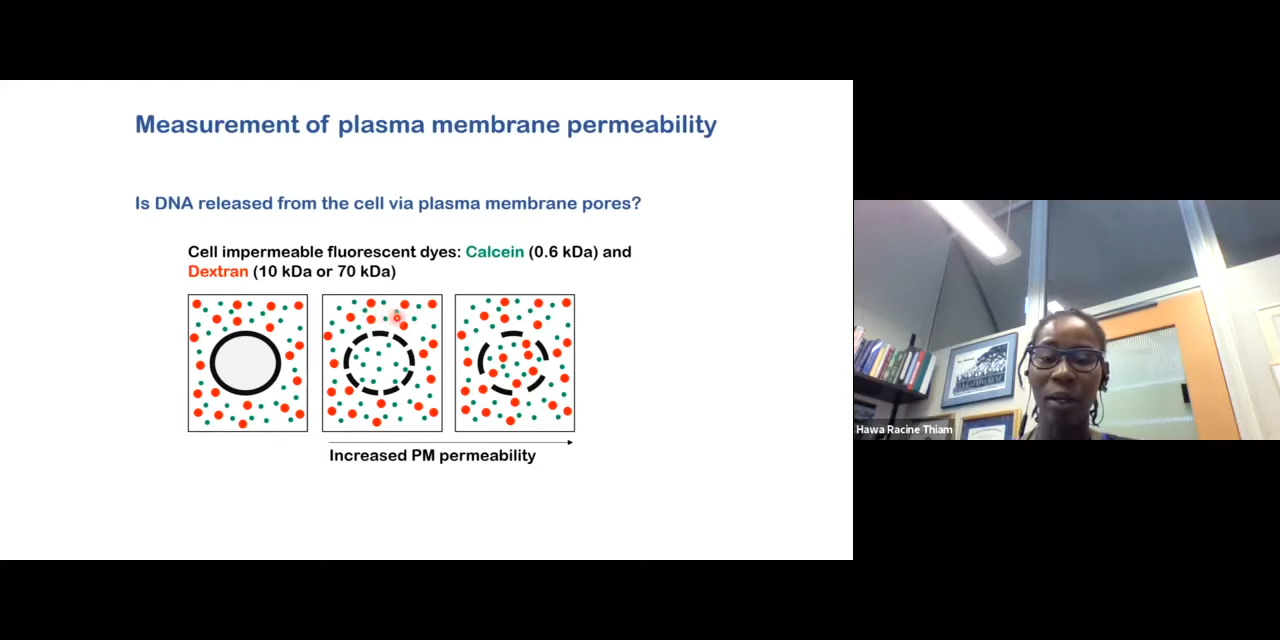 Measurement of plasma membrane permeability
Is DNA released from the cell via plasma membrane pores?
Cell impermeable fluorescent dyes: Calcein (0.6 kDa) and
Dextran (10 kDa or 70 kDa)
Increased PM permeability
Hawa Racine Thiam